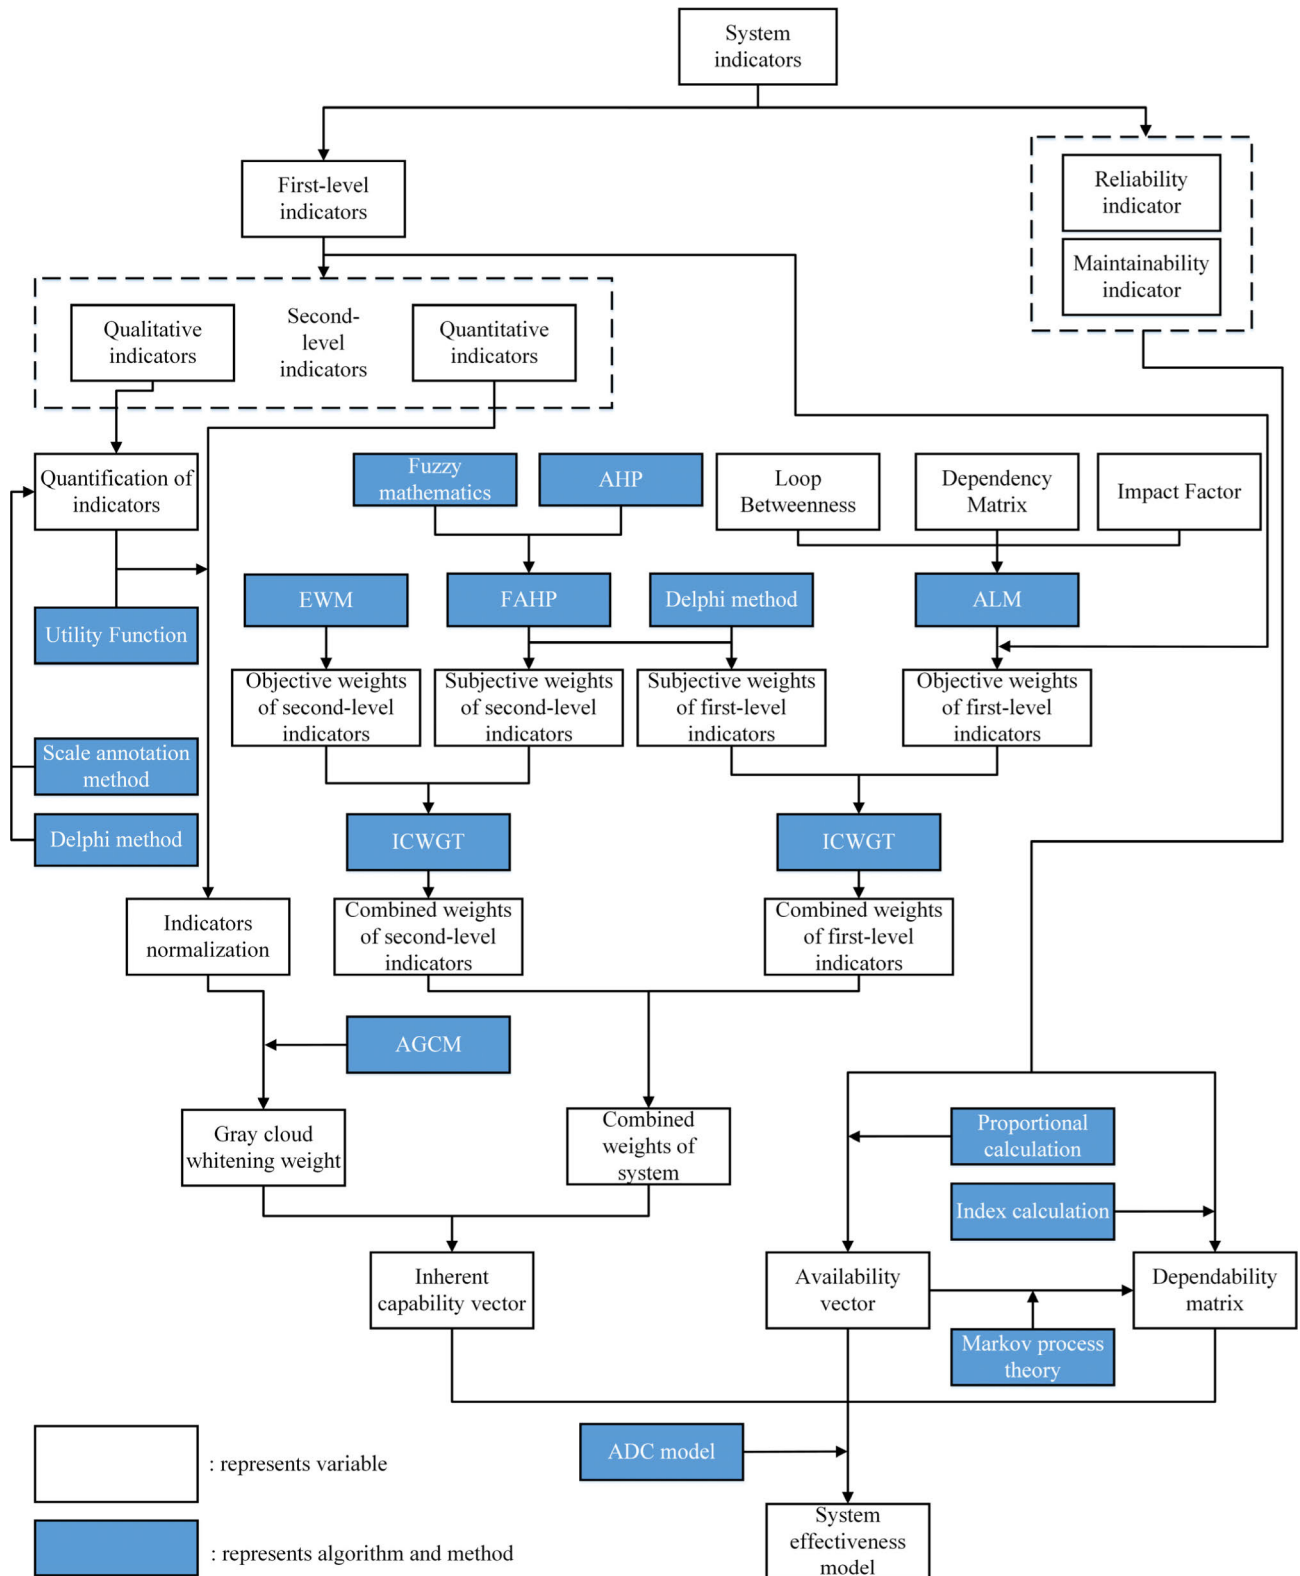 System
indicators
First-level
indicators
Reliability
indicator
Maintainability
indicator
Qualitative
indicators
Second-
level
indicators
Quantitative
indicators
Quantification of
indicators
Fuzzy
mathematics
AHP
Loop
Betweenness
Dependency
Matrix
Impact Factor
EWM
FAHP
Delphi method
ALM
Utility Function
Objective weights
of second-level
indicators
Subjective weights
of second-level
indicators
Subjective weights
of first-level
indicators
Objective weights
of first-level
indicators
Scale annotation
method
Delphi method
ICWGT
ICWGT
Indicators
normalization
Combined weights
of second-level
indicators
Combined weights
of first-level
indicators
AGCM
Gray cloud
whitening weight
Combined
weights of
system
Proportional
calculation
Index calculation
Inherent
capability vector
Availability
vector
Dependability
matrix
Markov process
theory
ADC model
: represents variable
System
effectiveness
model
: represents algorithm and method